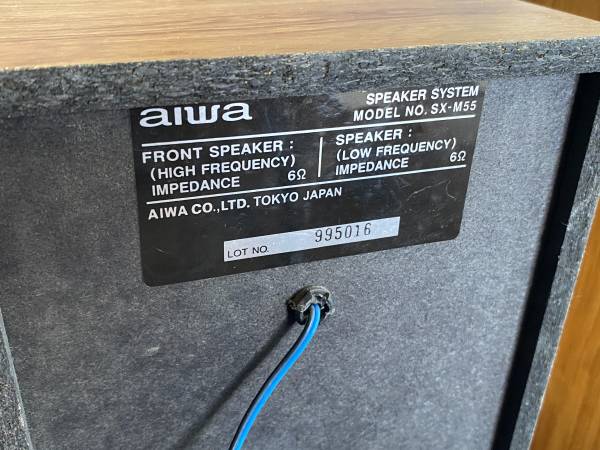 aiwa
SPEAKER SYSTEM
MODEL NO. SX-M55
FRONT SPEAKER :
(HIGH FREQUENCY)
IMPEDANCE 6Ω
SPEAKER :
(LOW FREQUENCY)
IMPEDANCE 6Ω
AIWA CO.,LTD. TOKYO JAPAN
LOT NO. 995016